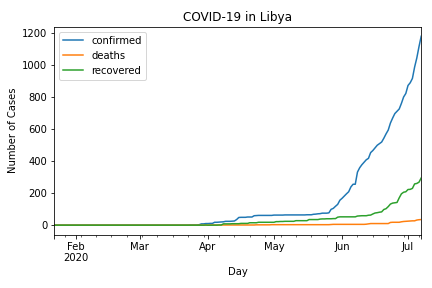 COVID-19 in Libya
confirmed
deaths
recovered
Number of Cases
1200
1000
800
600
400
200
0
Feb Mar Apr May Jun Jul
2020
Day